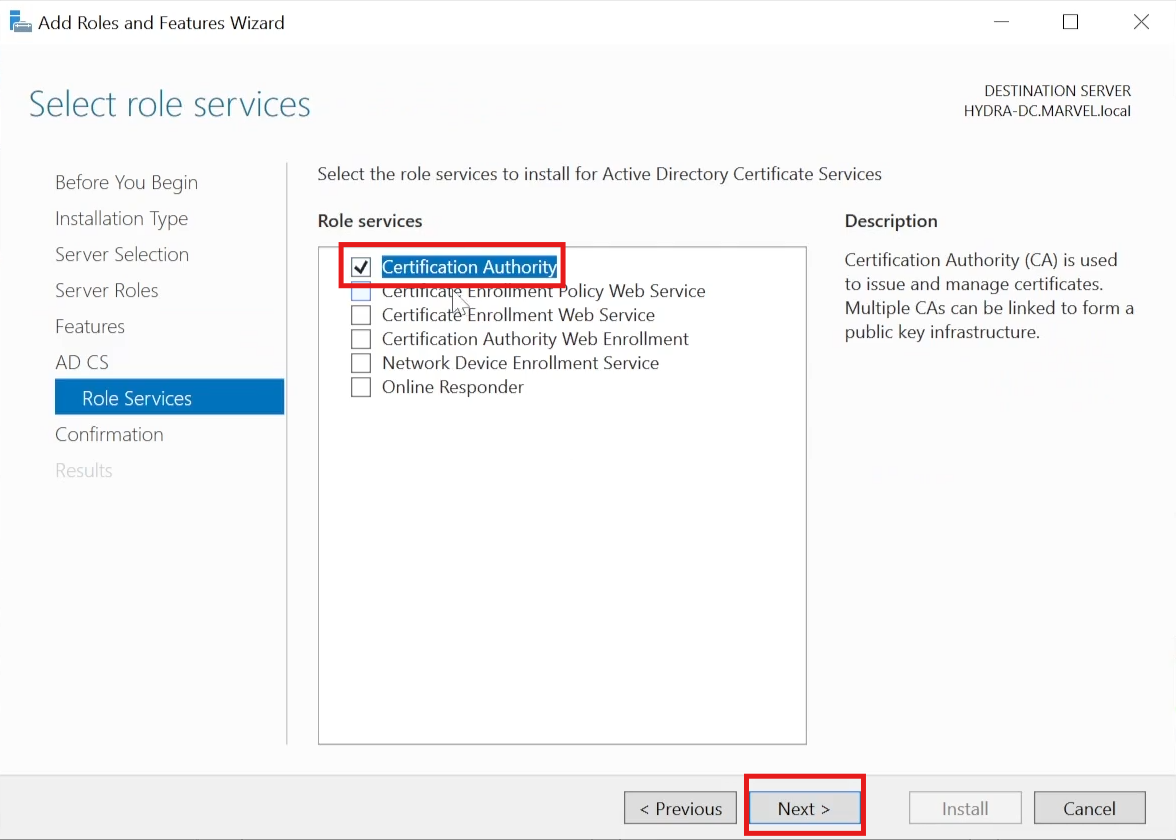 Add Roles and Features Wizard
Select role services
DESTINATION SERVER
HYDRA-DC.MARVEL.local
Before You Begin
Installation Type
Server Selection
Server Roles
Features
AD CS
Role Services
Confirmation
Results
Select the role services to install for Active Directory Certificate Services
Role services
Certification Authority
Certificate Enrollment Policy Web Service
Certificate Enrollment Web Service
Certification Authority Web Enrollment
Network Device Enrollment Service
Online Responder
Description
Certification Authority (CA) is used
to issue and manage certificates.
Multiple CAs can be linked to form a
public key infrastructure.
< Previous
Next >
Install
Cancel